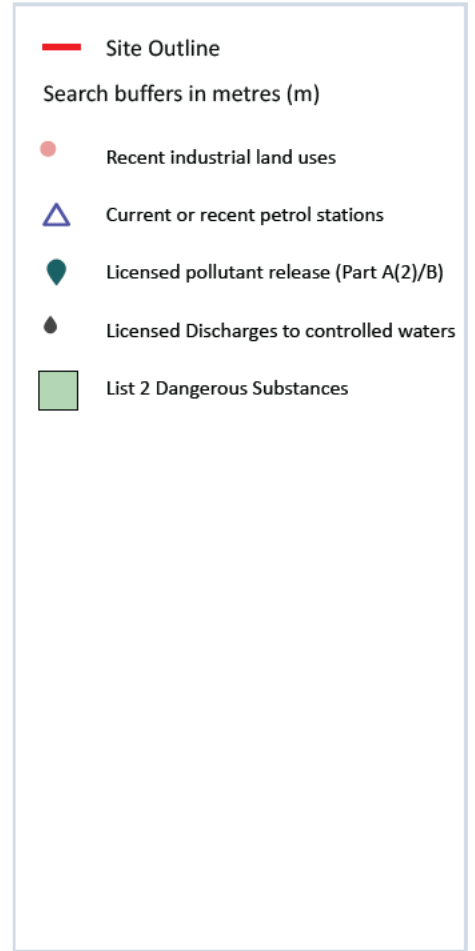 Site Outline
Search buffers in metres (m)
Recent industrial land uses
Current or recent petrol stations
Licensed pollutant release (Part A(2)/B)
Licensed Discharges to controlled waters
List 2 Dangerous Substances